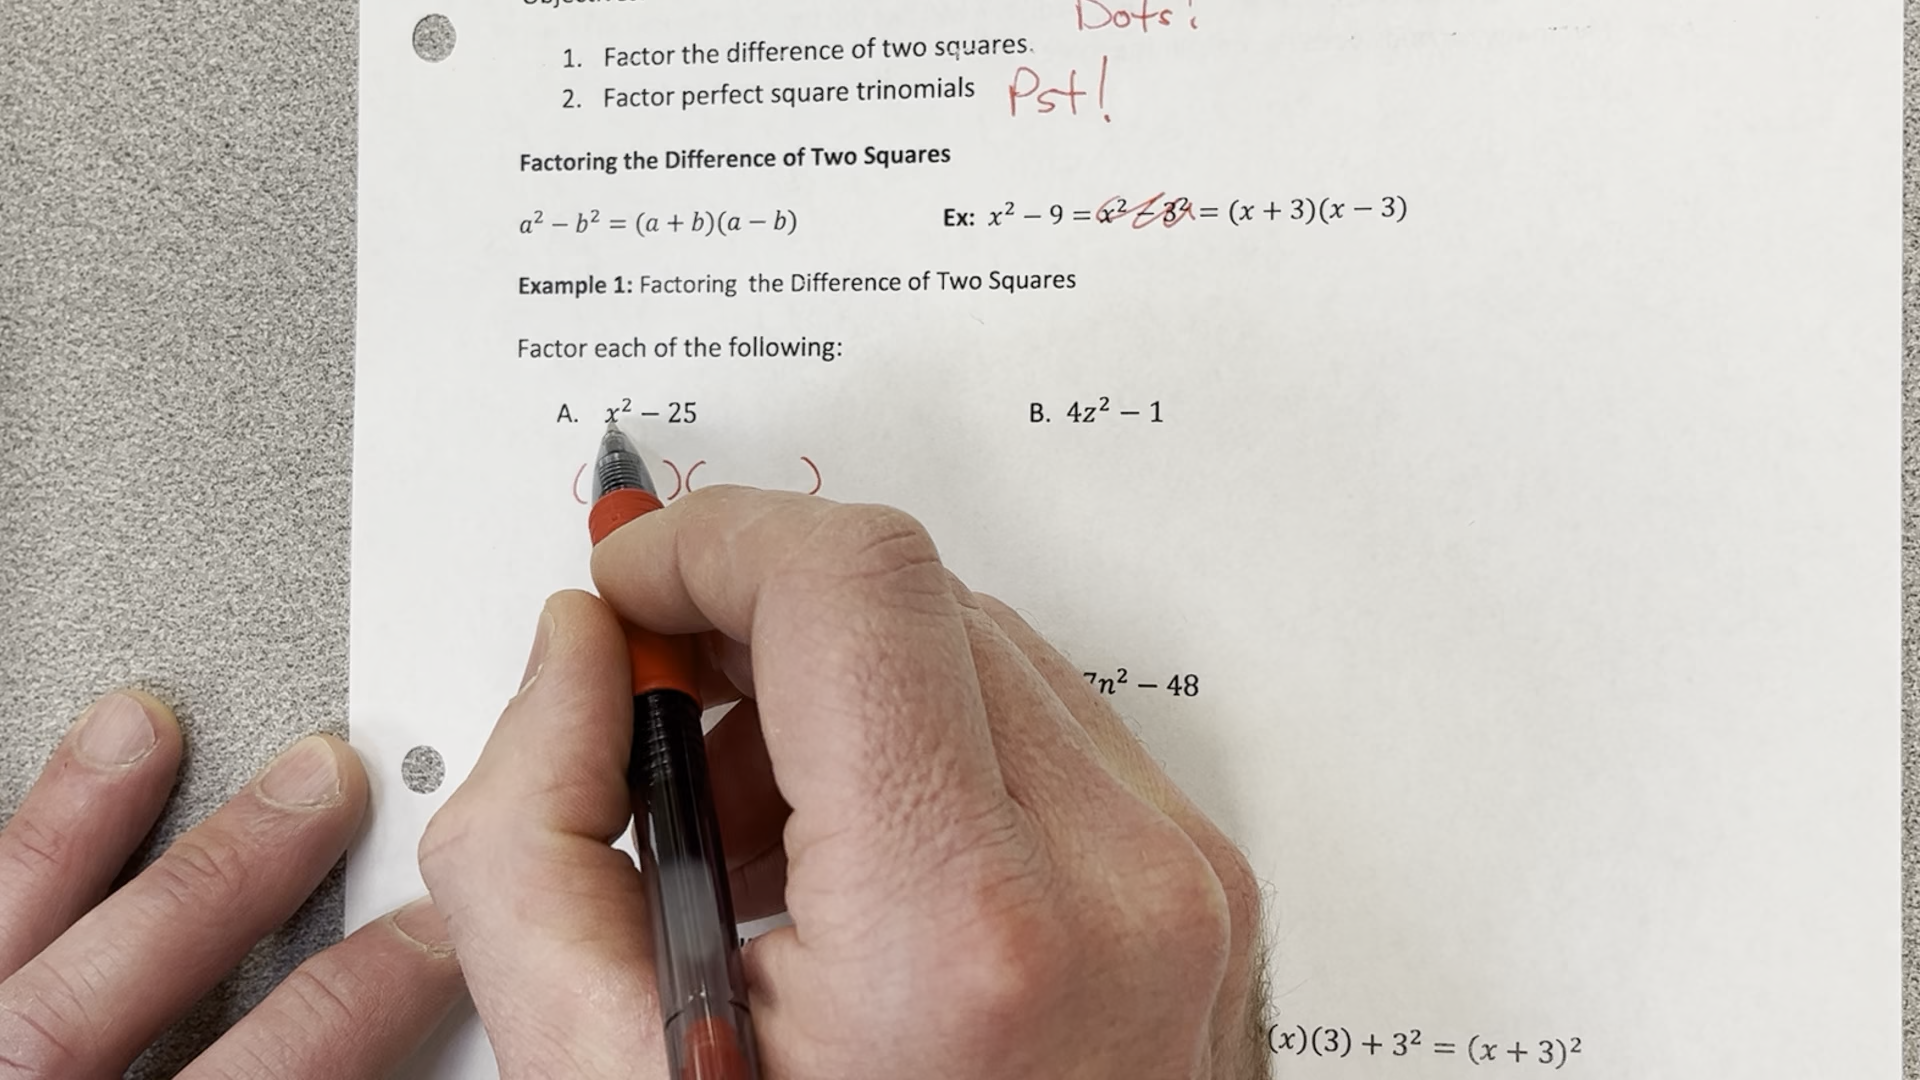 Dots!
1. Factor the difference of two squares.
2. Factor perfect square trinomials Pst!
Factoring the Difference of Two Squares
a² − b² = (a + b)(a − b) Ex: x² − 9 = x² − 3² = (x + 3)(x − 3)
Example 1: Factoring the Difference of Two Squares
Factor each of the following:
A. x² − 25 B. 4z² − 1
( )( )
7n² − 48
(x)(3) + 3² = (x + 3)²